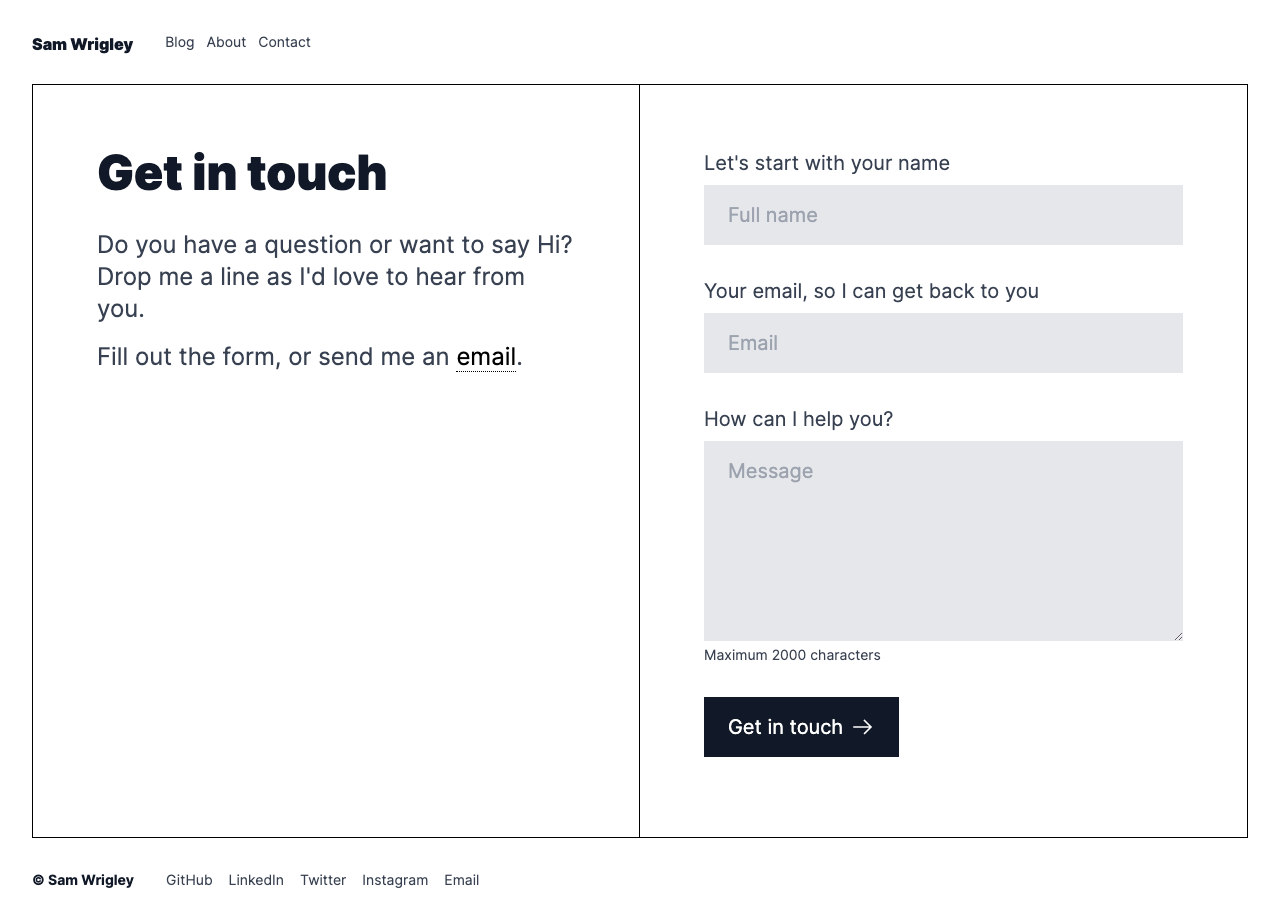 Sam Wrigley Blog About Contact
Get in touch
Do you have a question or want to say Hi?
Drop me a line as I'd love to hear from
you.
Fill out the form, or send me an email.
Let's start with your name
Full name
Your email, so I can get back to you
Email
How can I help you?
Message
Maximum 2000 characters
Get in touch →
© Sam Wrigley GitHub LinkedIn Twitter Instagram Email